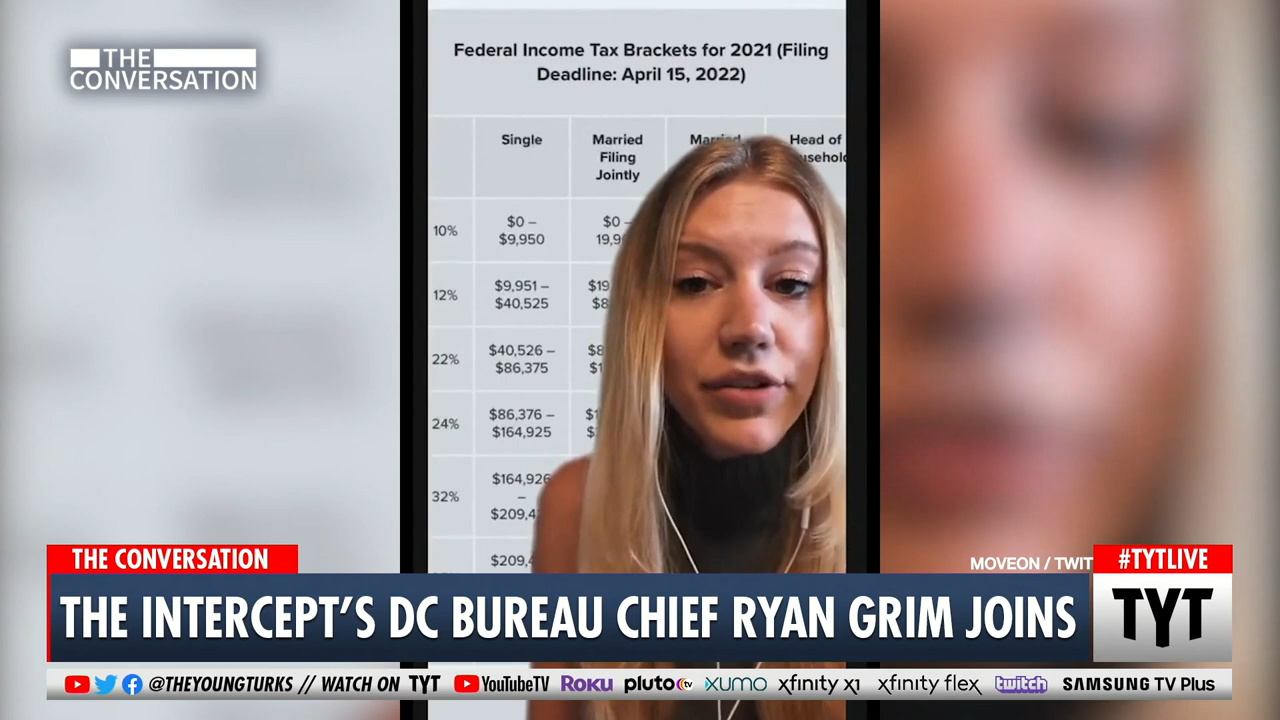 THE
CONVERSATION
Federal Income Tax Brackets for 2021 (Filing
Deadline: April 15, 2022)
Single
Married
Filing
Jointly
Married
Head of
10%
$0 –
$9,950
$0 –
12%
$9,951 –
$40,525
22%
$40,526 –
$86,375
24%
$86,376 –
$164,925
32%
$164,926
–
THE CONVERSATION
MOVEON / TWIT
#TYTLIVE
THE INTERCEPT'S DC BUREAU CHIEF RYAN GRIM JOINS
TYT
@THEYOUNGTURKS // WATCH ON TYT YouTubeTV Roku pluto tv XUMO xfinity x1 xfinity flex twitch SAMSUNG TV Plus